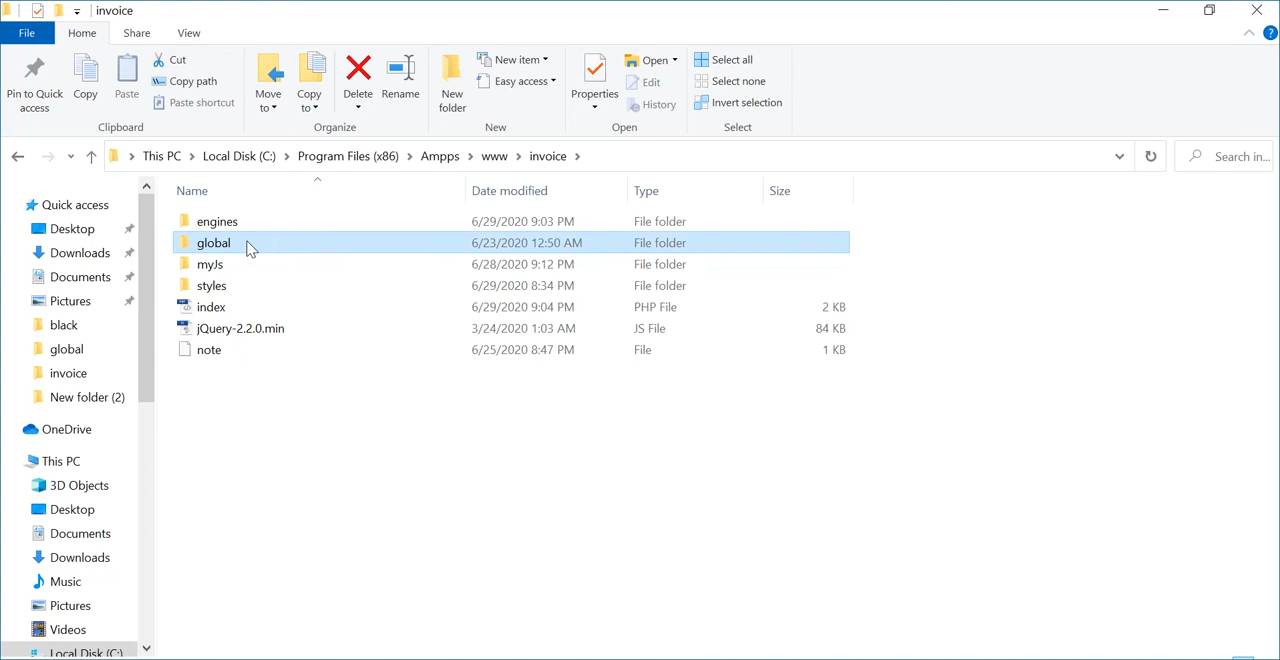 invoice
File Home Share View
Pin to Quick access
Copy
Paste
Cut
Copy path
Paste shortcut
Clipboard
Move to
Copy to
Delete
Rename
Organize
New folder
New item
Easy access
New
Properties
Open
Edit
History
Open
Select all
Select none
Invert selection
Select
This PC Local Disk (C:) Program Files (x86) Ampps www invoice
Search in...
Quick access
Desktop
Downloads
Documents
Pictures
black
global
invoice
New folder (2)
OneDrive
This PC
3D Objects
Desktop
Documents
Downloads
Music
Pictures
Videos
Local Disk (C:)
Name Date modified Type Size
engines 6/29/2020 9:03 PM File folder
global 6/23/2020 12:50 AM File folder
myJs 6/28/2020 9:12 PM File folder
styles 6/29/2020 8:34 PM File folder
index 6/29/2020 9:04 PM PHP File 2 KB
jQuery-2.2.0.min 3/24/2020 1:03 AM JS File 84 KB
note 6/25/2020 8:47 PM File 1 KB